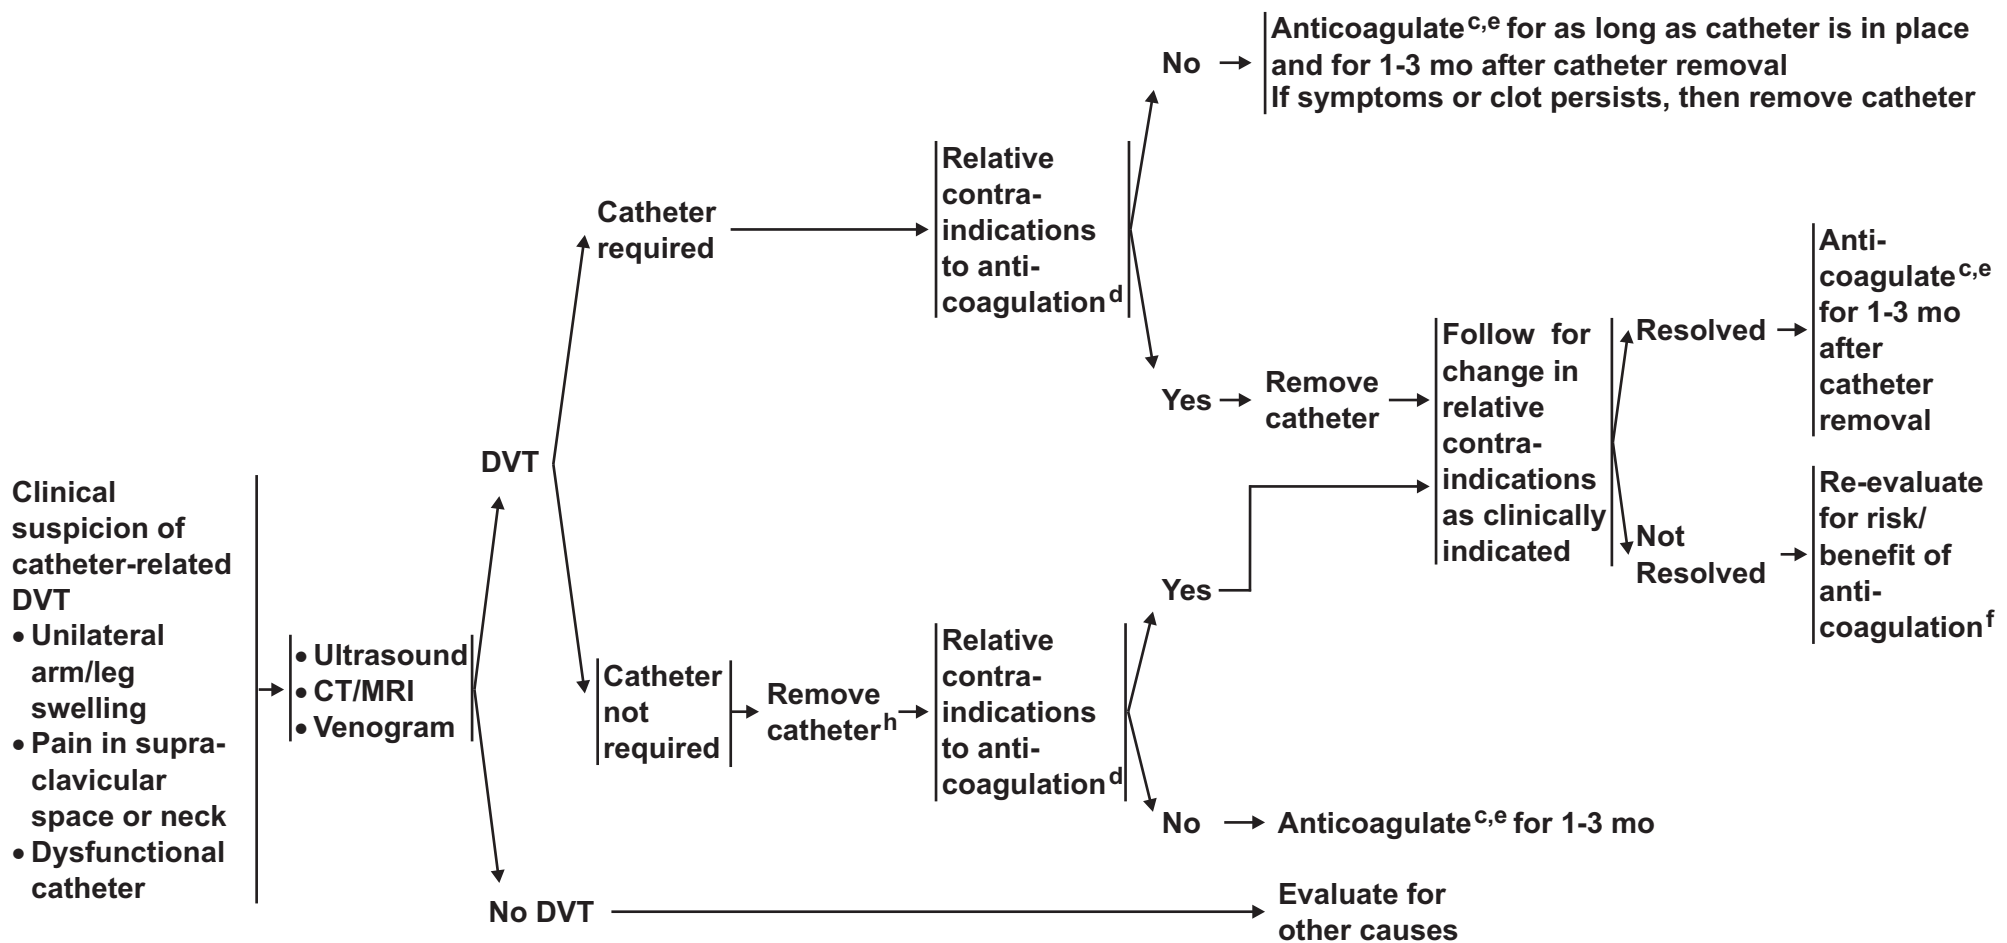 Clinical
suspicion of
catheter-related
DVT
• Unilateral
arm/leg
swelling
• Pain in supra-
clavicular
space or neck
• Dysfunctional
catheter
• Ultrasound
• CT/MRI
• Venogram
DVT
No DVT
Catheter
required
Catheter
not
required
Remove
catheter^h
Relative
contra-
indications
to anti-
coagulation^d
Relative
contra-
indications
to anti-
coagulation^d
No
Anticoagulate^c,e for as long as catheter is in place
and for 1-3 mo after catheter removal
If symptoms or clot persists, then remove catheter
Yes
Remove
catheter
Yes
No
Anticoagulate^c,e for 1-3 mo
Evaluate for
other causes
Follow for
change in
relative
contra-
indications
as clinically
indicated
Resolved
Not
Resolved
Anti-
coagulate^c,e
for 1-3 mo
after
catheter
removal
Re-evaluate
for risk/
benefit of
anti-
coagulation^f